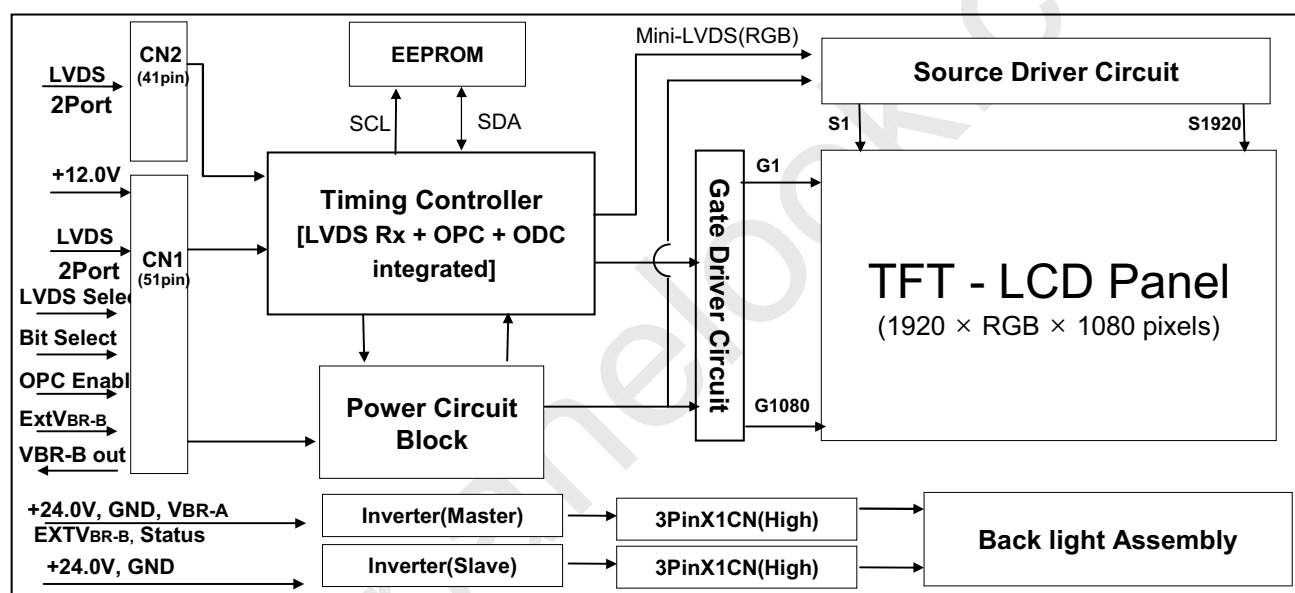 CN2
(41pin)
LVDS
2Port
EEPROM
Mini-LVDS(RGB)
Source Driver Circuit
SCL
SDA
S1
S1920
+12.0V
LVDS
2Port
CN1
(51pin)
LVDS Selec
Bit Select
OPC Enabl
ExtVBR-B
VBR-B out
Timing Controller
[LVDS Rx + OPC + ODC
integrated]
Power Circuit
Block
Gate Driver Circuit
G1
G1080
TFT - LCD Panel
(1920 × RGB × 1080 pixels)
+24.0V, GND, VBR-A
EXTVBR-B, Status
Inverter(Master)
3PinX1CN(High)
+24.0V, GND
Inverter(Slave)
3PinX1CN(High)
Back light Assembly